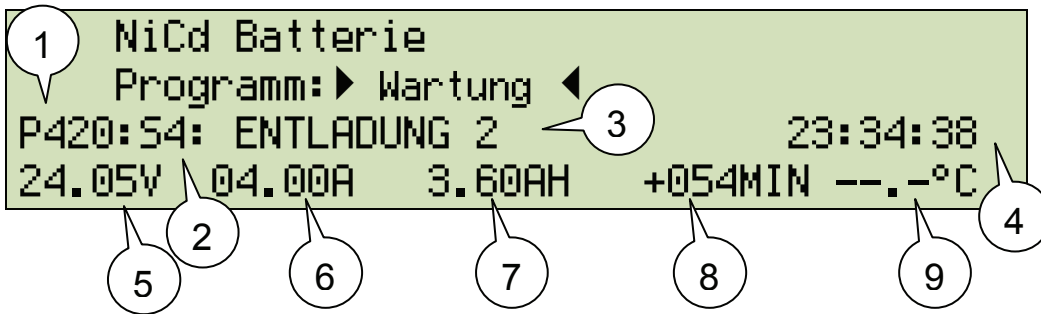 NiCd Batterie
Programm:▶ Wartung ◀
P420:S4: ENTLADUNG 2 23:34:38
24.05V 04.00A 3.60AH +054MIN --.-°C
1
3
4
2
5
6
7
8
9